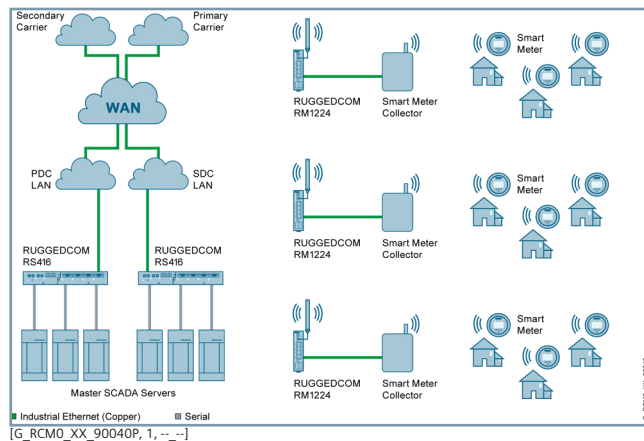 Secondary
Carrier
Primary
Carrier
WAN
PDC
LAN
SDC
LAN
RUGGEDCOM
RS416
RUGGEDCOM
RS416
Master SCADA Servers
Industrial Ethernet (Copper)
Serial
RUGGEDCOM
RM1224
Smart Meter
Collector
Smart
Meter
RUGGEDCOM
RM1224
Smart Meter
Collector
Smart
Meter
RUGGEDCOM
RM1224
Smart Meter
Collector
Smart
Meter
[G_RCM0_XX_90040P, 1, --_--]